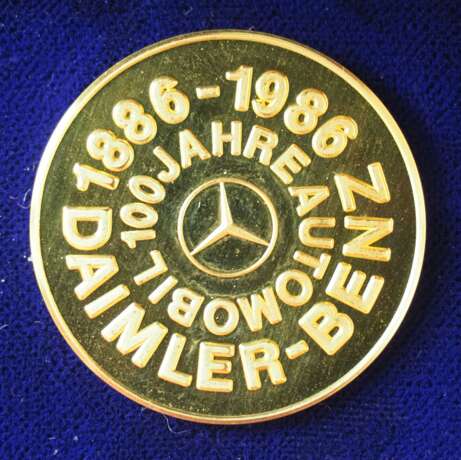 1886-1986
DAIMLER-BENZ
100 JAHRE AUTOMOBIL